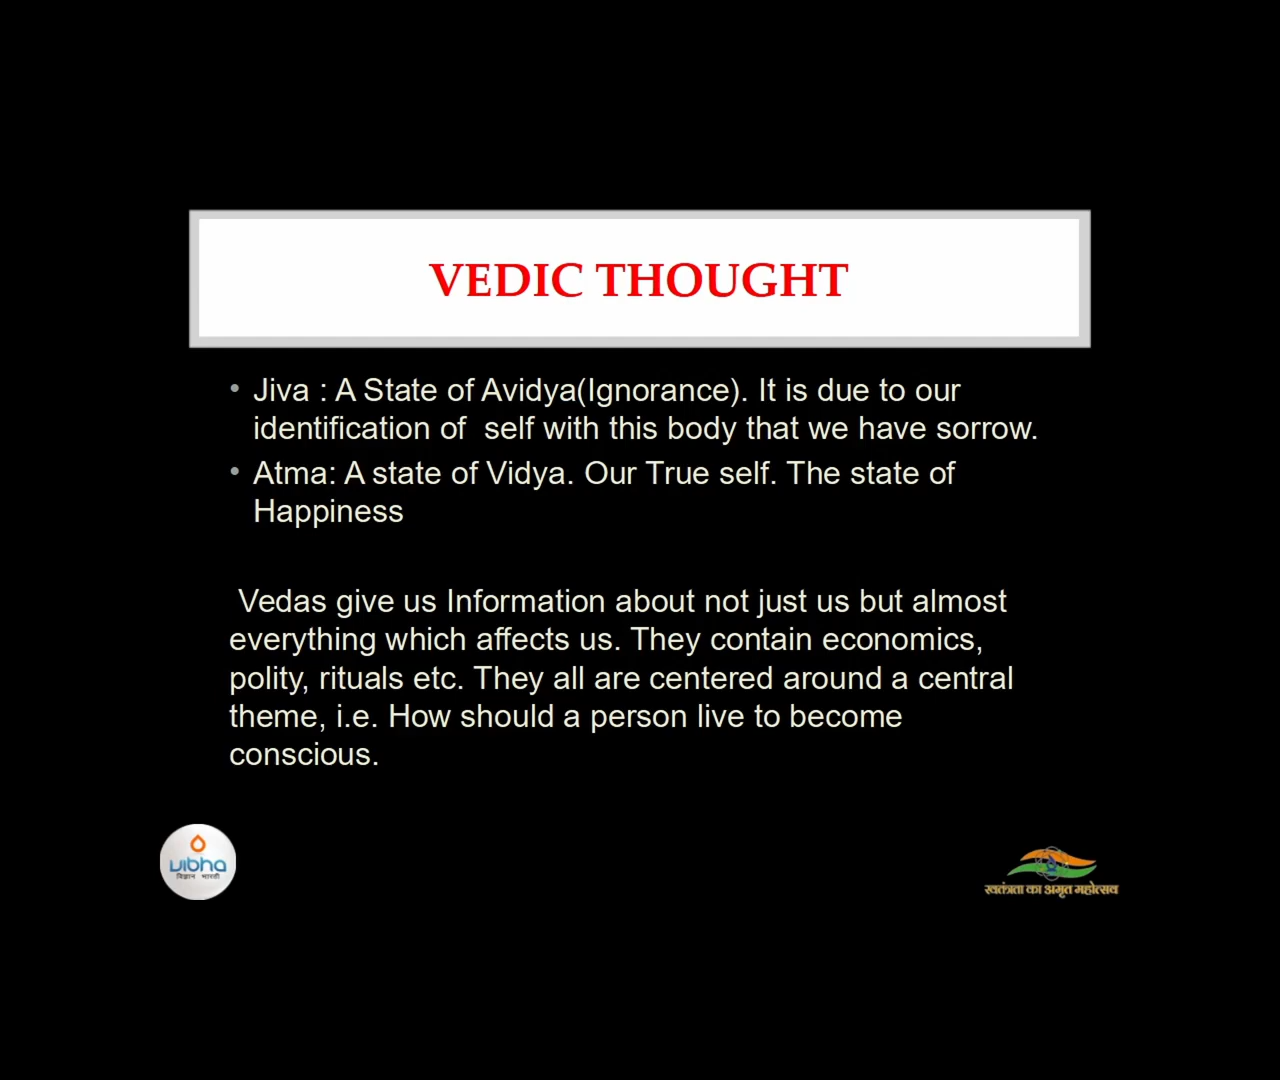 VEDIC THOUGHT
• Jiva : A State of Avidya(Ignorance). It is due to our
identification of  self with this body that we have sorrow.
• Atma: A state of Vidya. Our True self. The state of
Happiness
Vedas give us Information about not just us but almost
everything which affects us. They contain economics,
polity, rituals etc. They all are centered around a central
theme, i.e. How should a person live to become
conscious.
vibha
विज्ञान भारती
स्वतंत्रता का अमृत महोत्सव